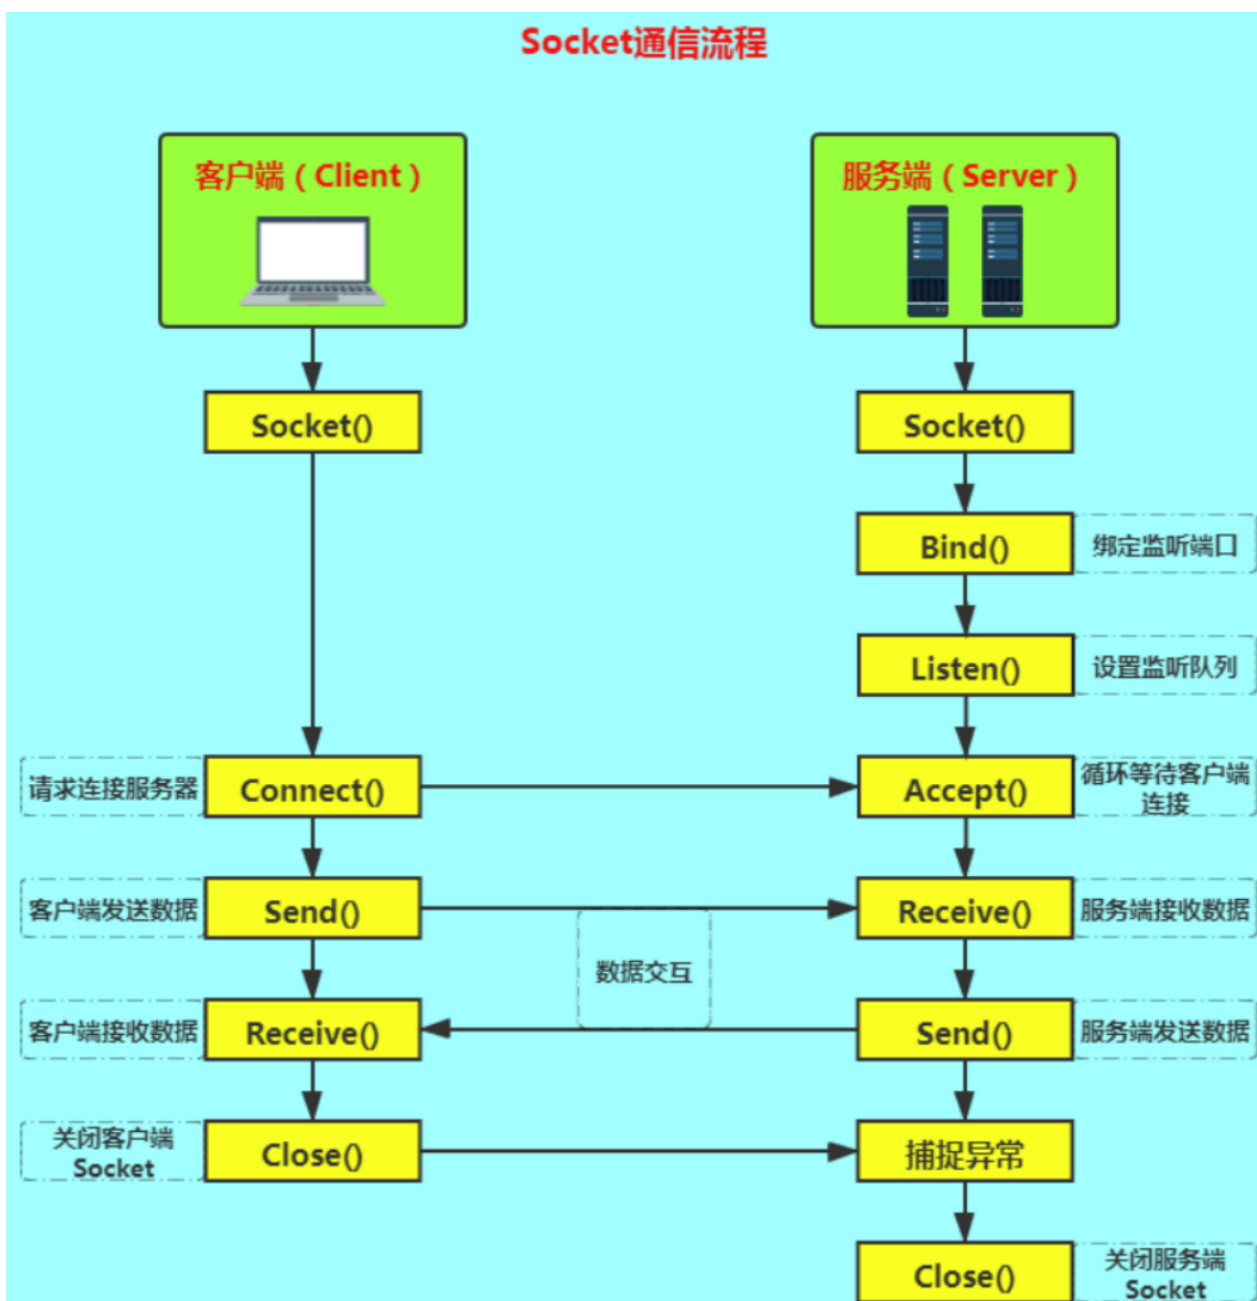 Socket通信流程
客户端（Client）
服务端（Server）
Socket()
Socket()
Bind()
绑定监听端口
Listen()
设置监听队列
请求连接服务器
Connect()
Accept()
循环等待客户端
连接
客户端发送数据
Send()
Receive()
服务端接收数据
数据交互
客户端接收数据
Receive()
Send()
服务端发送数据
关闭客户端
Socket
Close()
捕捉异常
Close()
关闭服务端
Socket